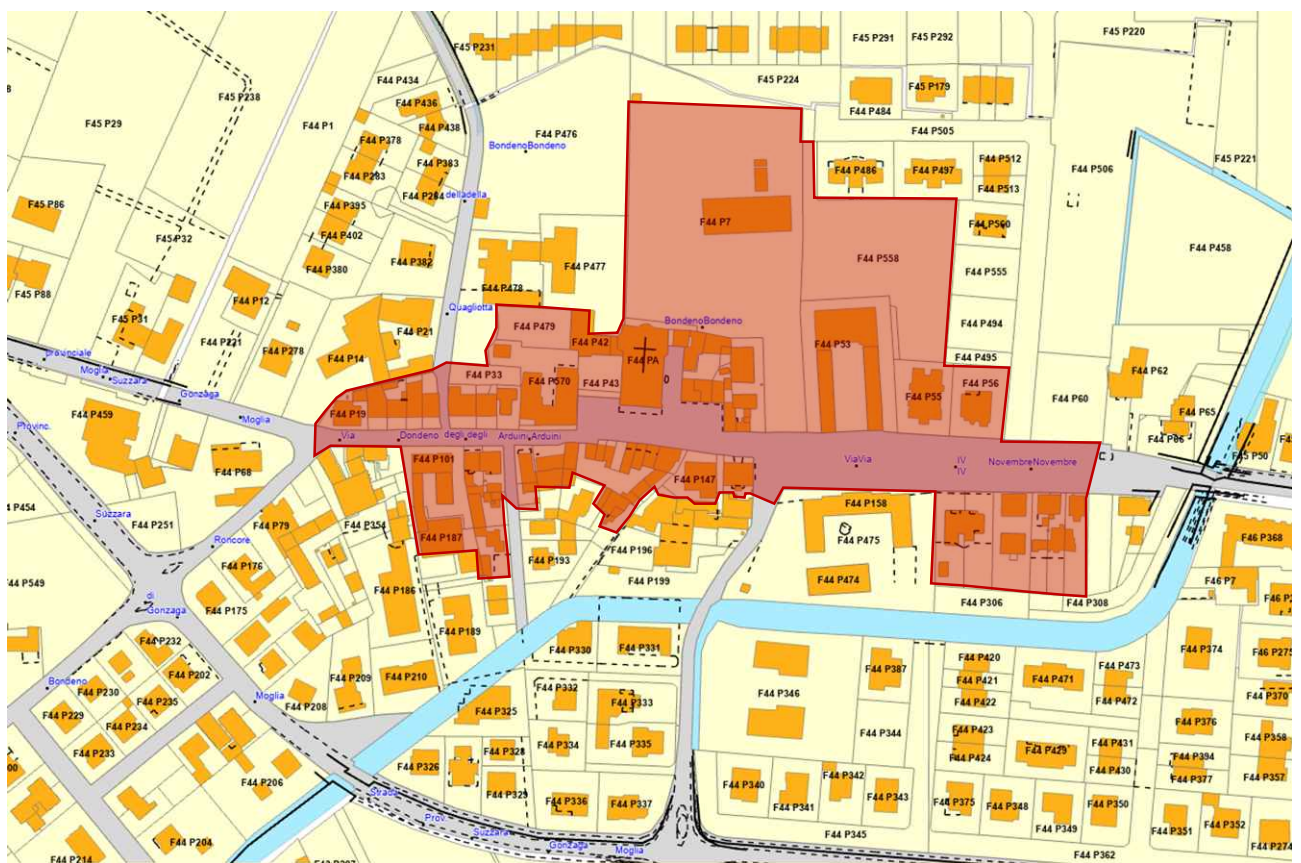 F45 P231
F45 P291
F45 P292
F45 P220
F44 P434
F45 P224
F45 P238
F44 P436
F45 P179
F44 P484
F45 P29
F44 P1
F44 P438
F44 P476
F44 P505
F44 P378
BondenoBondeno
F44 P383
F44 P512
F44 P506
F45 P221
F44 P283
F44 P486
F44 P497
F44 P513
delladella
F44 P264
F45 P86
F44 P395
F44 P7
F44 P560
F44 P402
F45 P32
F44 P458
F44 P382
F44 P558
F44 P477
F44 P380
F44 P555
F45 P88
F44 P478
F44 P12
Quagliotta
F45 P31
F44 P479
BondenoBondeno
F44 P494
F44 P21
F44 P221
F44 P42
F44 P53
F44 P278
F44 P14
provinciale
F44 PA
F44 P495
Moglia
F44 P62
F44 P33
F44 P570
F44 P43
0
Suzzara
F44 P56
Gonzaga
F44 P55
F44 P60
F44 P459
F44 P19
Moglia
F44 P65
Provinc.
Via
Dondeno
degli degli
Arduini Arduini
F44 P66
F44 P68
F44 P101
F45 P50
ViaVia
IV
IV
NovembreNovembre
F44 P147
F44 P158
/F44 P454
Suzzara
F44 P251
F44 P79
F44 P354
F44 P187
F44 P475
F46 P368
Roncore
F44 P196
F44 P193
F44 P176
/F44 P549
F44 P199
F44 P474
F46 P7
di
F44 P175
F44 P186
F44 P306
F44 P308
Gonzaga
F44 P232
F44 P189
F44 P330
F44 P331
F44 P374
F46 P275
F44 P387
F44 P420
F44 P473
F44 P202
F44 P209
F44 P210
F44 P421
F44 P471
Bondeno
F44 P230
F44 P235
Moglia
F44 P332
F44 P346
F44 P472
F46 P370
F44 P229
F44 P208
F44 P325
F44 P333
F44 P422
F44 P234
F44 P376
F44 P423
F44 P344
F44 P358
F44 P233
F44 P328
F44 P334
F44 P335
F44 P431
F44 P429
F44 P394
F44 P424
F44 P326
F44 P430
F44 P377
F44 P357
F44 P206
F44 P342
F44 P340
Strada
F44 P329
F44 P336
F44 P337
F44 P341
F44 P343
F44 P375
F44 P348
F44 P350
Prov.
F44 P352
F44 P349
F44 P351
Suzzara
F44 P345
F44 P204
Gonzaga
Moglia
F44 P362
F44 P274
F44 P214